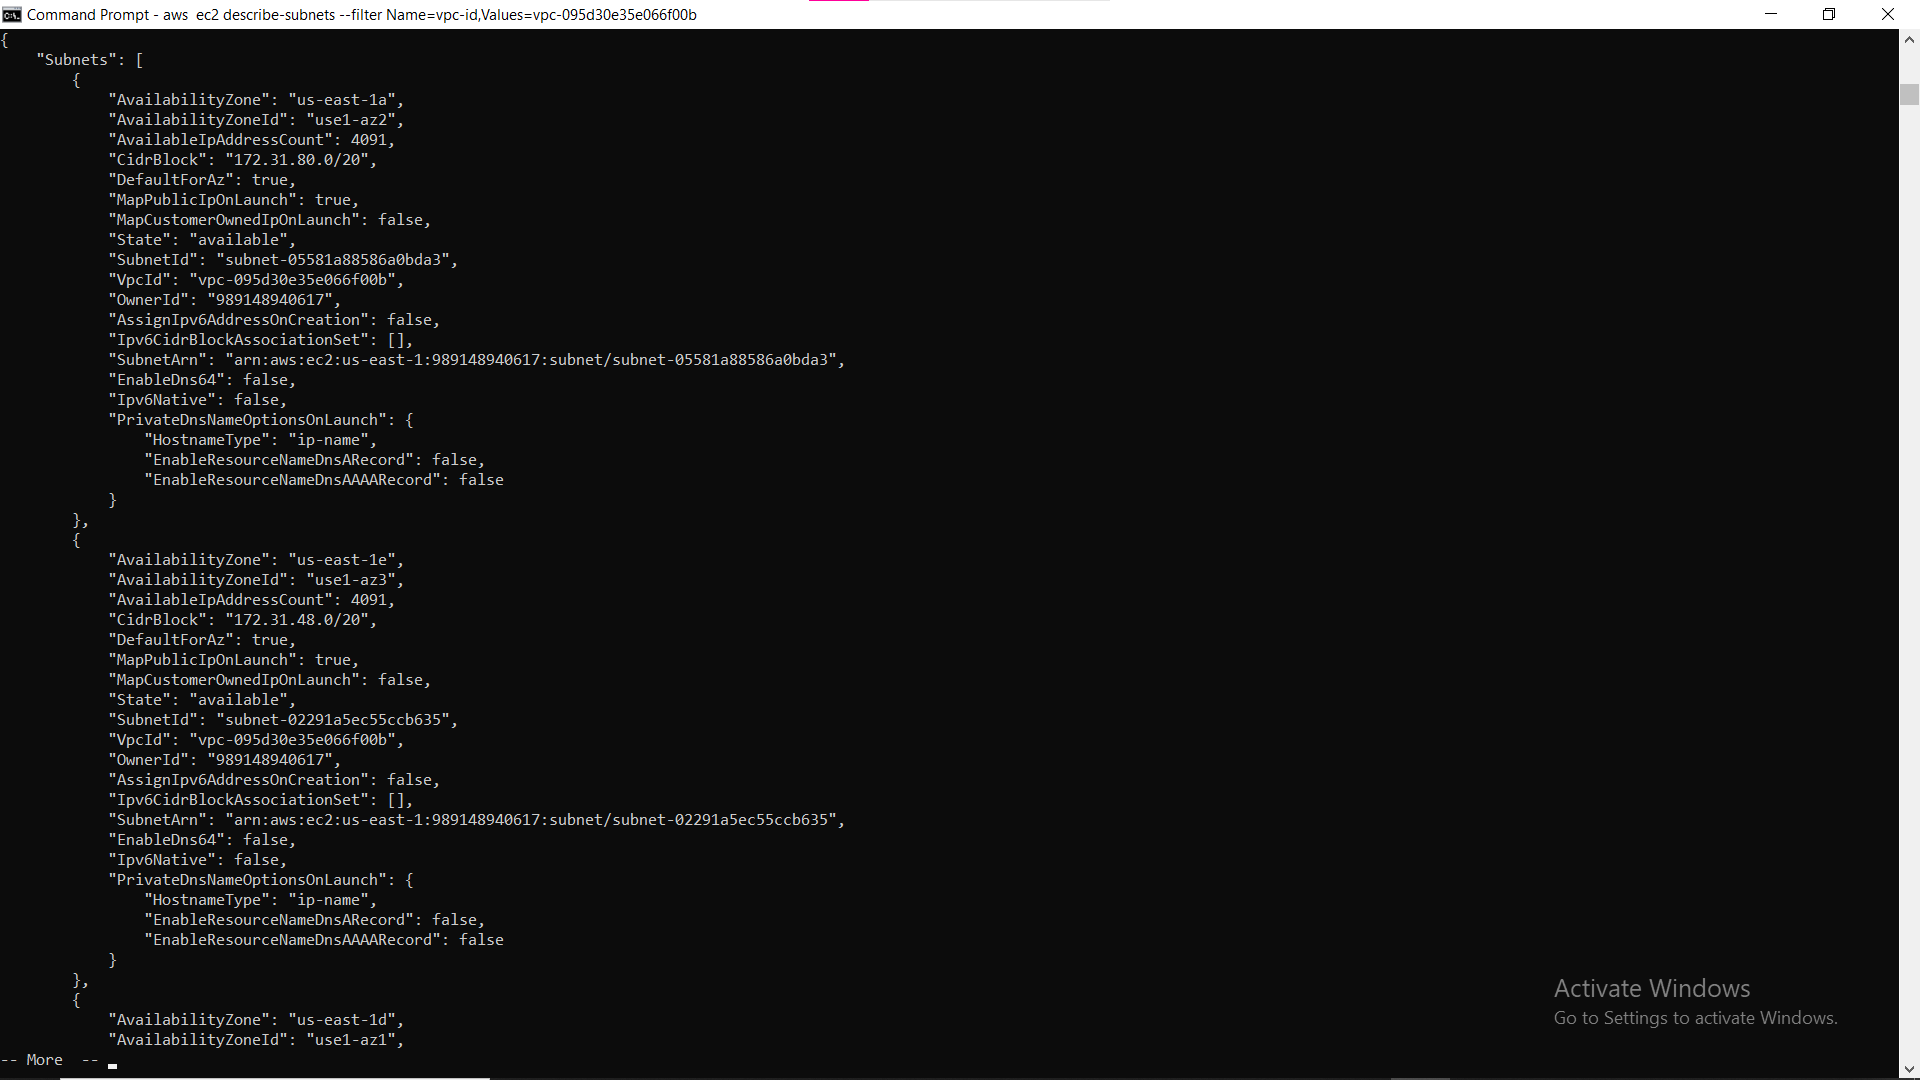 Command Prompt - aws  ec2 describe-subnets --filter Name=vpc-id,Values=vpc-095d30e35e066f00b
{
    "Subnets": [
        {
            "AvailabilityZone": "us-east-1a",
            "AvailabilityZoneId": "use1-az2",
            "AvailableIpAddressCount": 4091,
            "CidrBlock": "172.31.80.0/20",
            "DefaultForAz": true,
            "MapPublicIpOnLaunch": true,
            "MapCustomerOwnedIpOnLaunch": false,
            "State": "available",
            "SubnetId": "subnet-05581a88586a0bda3",
            "VpcId": "vpc-095d30e35e066f00b",
            "OwnerId": "989148940617",
            "AssignIpv6AddressOnCreation": false,
            "Ipv6CidrBlockAssociationSet": [],
            "SubnetArn": "arn:aws:ec2:us-east-1:989148940617:subnet/subnet-05581a88586a0bda3",
            "EnableDns64": false,
            "Ipv6Native": false,
            "PrivateDnsNameOptionsOnLaunch": {
                "HostnameType": "ip-name",
                "EnableResourceNameDnsARecord": false,
                "EnableResourceNameDnsAAAARecord": false
            }
        },
        {
            "AvailabilityZone": "us-east-1e",
            "AvailabilityZoneId": "use1-az3",
            "AvailableIpAddressCount": 4091,
            "CidrBlock": "172.31.48.0/20",
            "DefaultForAz": true,
            "MapPublicIpOnLaunch": true,
            "MapCustomerOwnedIpOnLaunch": false,
            "State": "available",
            "SubnetId": "subnet-02291a5ec55ccb635",
            "VpcId": "vpc-095d30e35e066f00b",
            "OwnerId": "989148940617",
            "AssignIpv6AddressOnCreation": false,
            "Ipv6CidrBlockAssociationSet": [],
            "SubnetArn": "arn:aws:ec2:us-east-1:989148940617:subnet/subnet-02291a5ec55ccb635",
            "EnableDns64": false,
            "Ipv6Native": false,
            "PrivateDnsNameOptionsOnLaunch": {
                "HostnameType": "ip-name",
                "EnableResourceNameDnsARecord": false,
                "EnableResourceNameDnsAAAARecord": false
            }
        },
        {
            "AvailabilityZone": "us-east-1d",
            "AvailabilityZoneId": "use1-az1",
-- More  --
Activate Windows
Go to Settings to activate Windows.